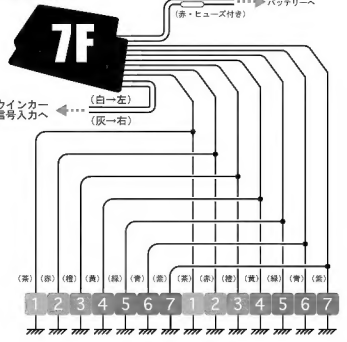 バッテリーへ
(赤・ヒューズ付き)
7F
ウインカー
信号入力へ
(白→左)
(灰→右)
(茶) (赤) (橙) (黄) (緑) (青) (紫) (茶) (赤) (橙) (黄) (緑) (青) (紫)
1 2 3 4 5 6 7 1 2 3 4 5 6 7